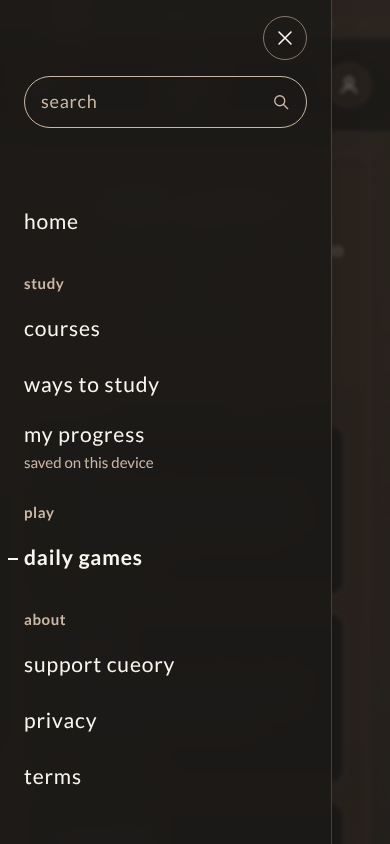 search
home
study
courses
ways to study
my progress
saved on this device
play
daily games
about
support cueory
privacy
terms